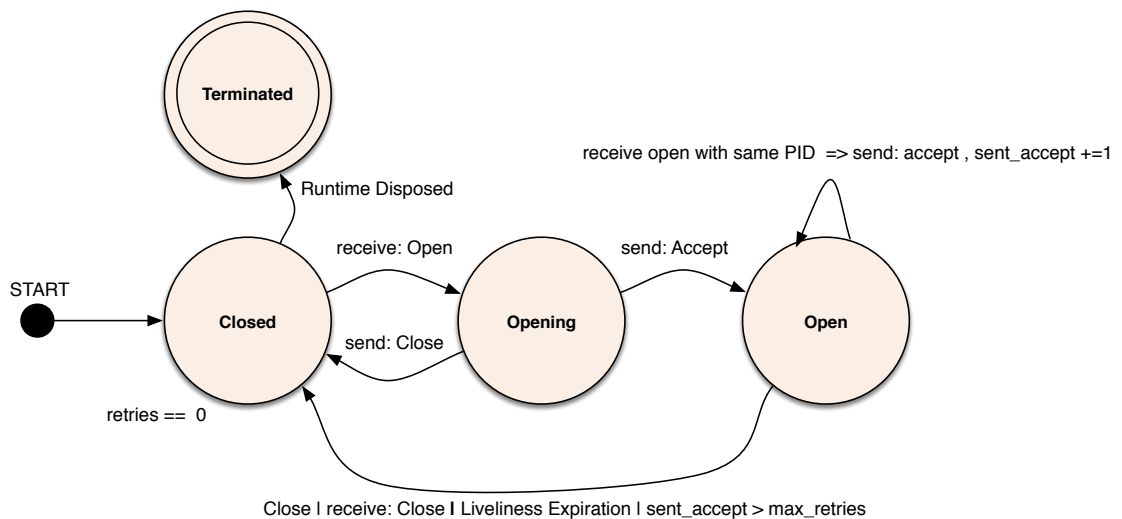 Terminated
receive open with same PID => send: accept , sent_accept +=1
Runtime Disposed
receive: Open
send: Accept
START
Closed
Opening
Open
send: Close
retries == 0
Close | receive: Close | Liveliness Expiration | sent_accept > max_retries